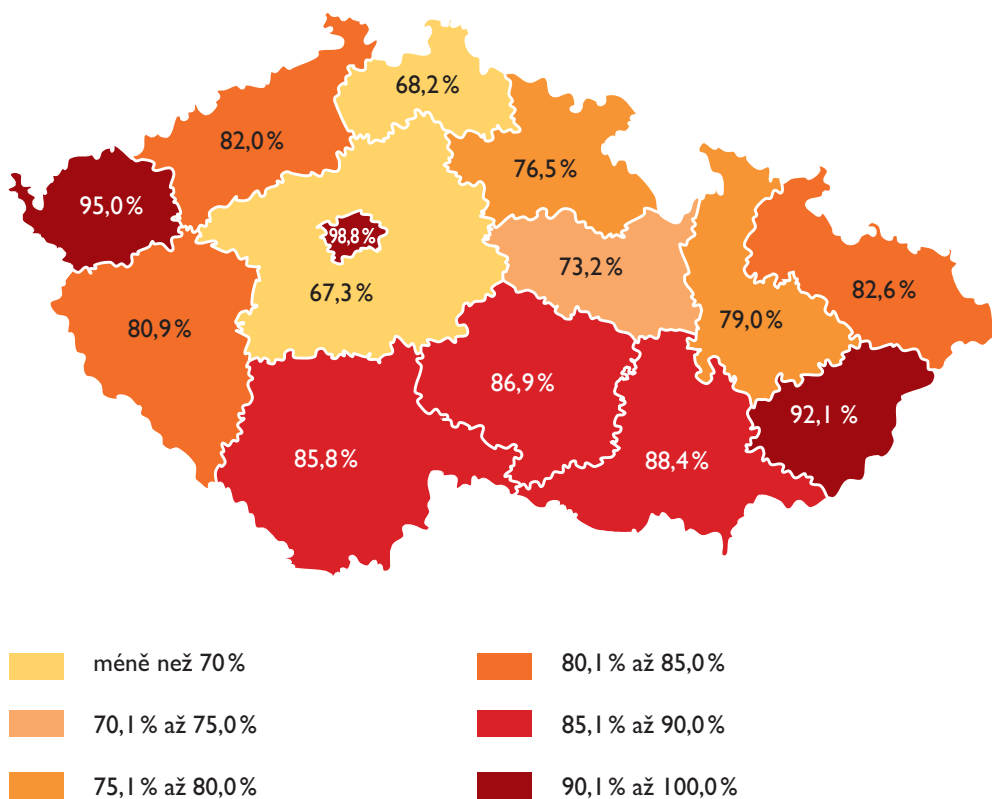 68,2 %
82,0 %
76,5 %
95,0 %
98,8 %
73,2 %
67,3 %
82,6 %
79,0 %
80,9 %
86,9 %
92,1 %
85,8 %
88,4 %
méně než 70 %
70,1 % až 75,0 %
75,1 % až 80,0 %
80,1 % až 85,0 %
85,1 % až 90,0 %
90,1 % až 100,0 %